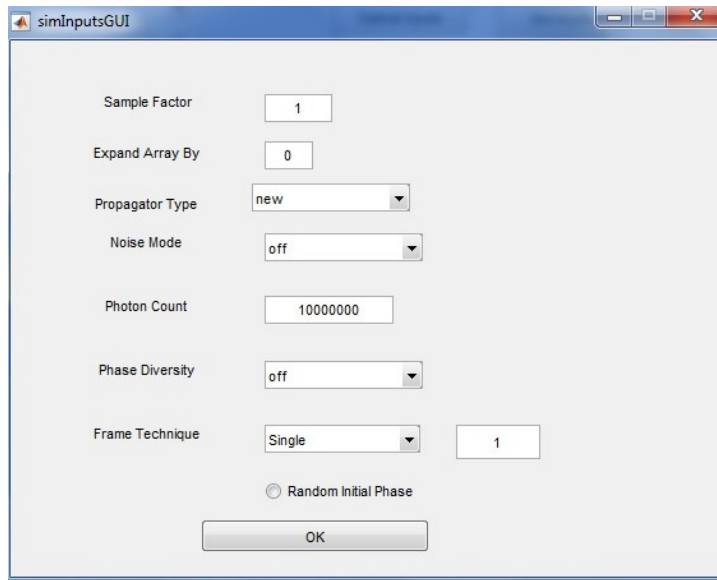 simInputsGUI
Sample Factor 1
Expand Array By 0
Propagator Type new
Noise Mode off
Photon Count 10000000
Phase Diversity off
Frame Technique Single 1
Random Initial Phase
OK